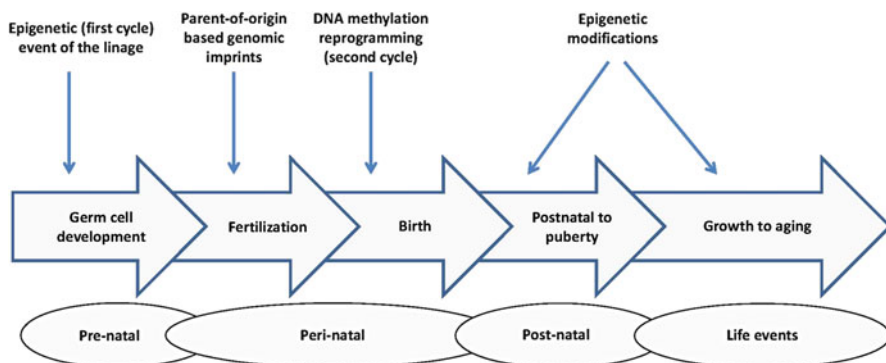 Epigenetic (first cycle)
event of the linage
Parent-of-origin
based genomic
imprints
DNA methylation
reprogramming
(second cycle)
Epigenetic
modifications
Germ cell
development
Fertilization
Birth
Postnatal to
puberty
Growth to aging
Pre-natal
Peri-natal
Post-natal
Life events